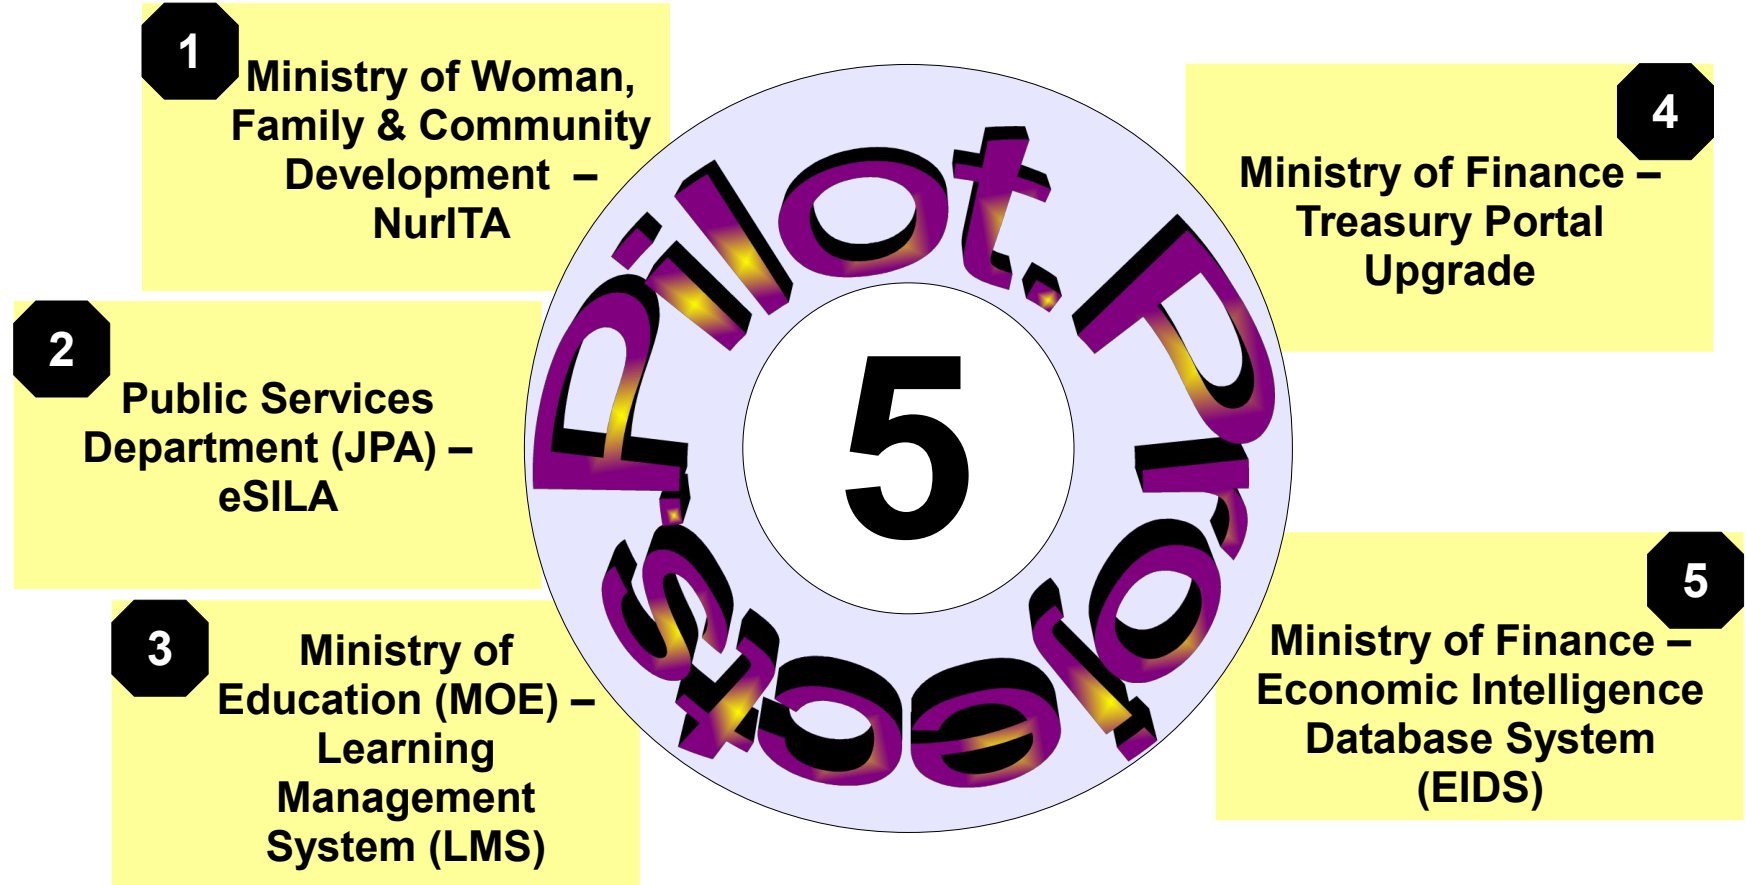 1
Ministry of Woman,
Family & Community
Development –
NurITA
2
Public Services
Department (JPA) –
eSILA
3
Ministry of
Education (MOE) –
Learning
Management
System (LMS)
Pilot. Projects.
5
4
Ministry of Finance –
Treasury Portal
Upgrade
5
Ministry of Finance –
Economic Intelligence
Database System
(EIDS)